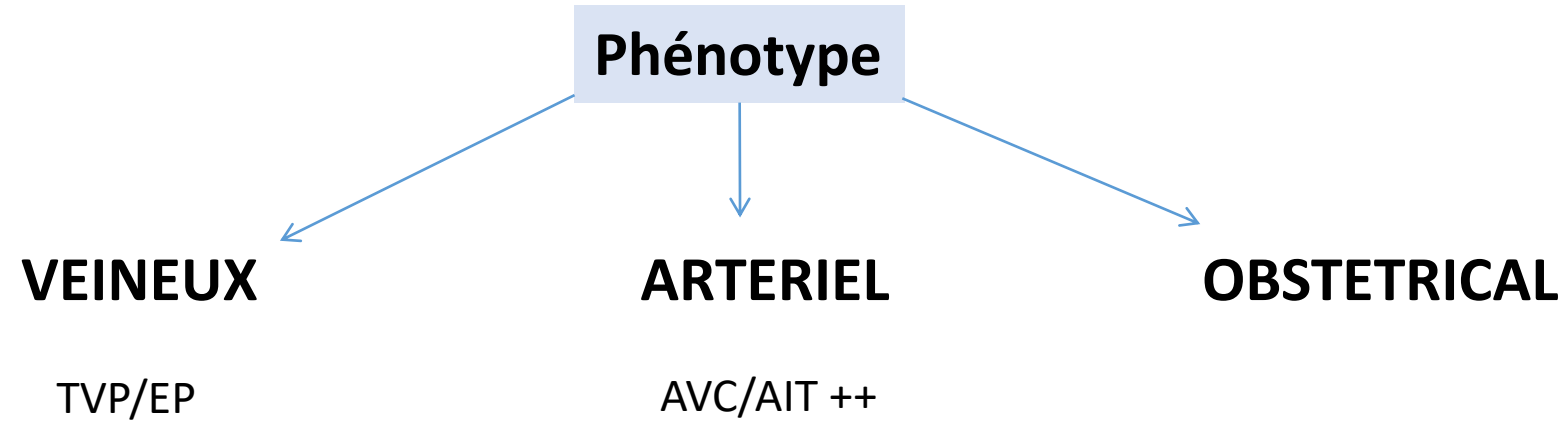 Phénotype
VEINEUX
ARTERIEL
OBSTETRICAL
TVP/EP
AVC/AIT ++